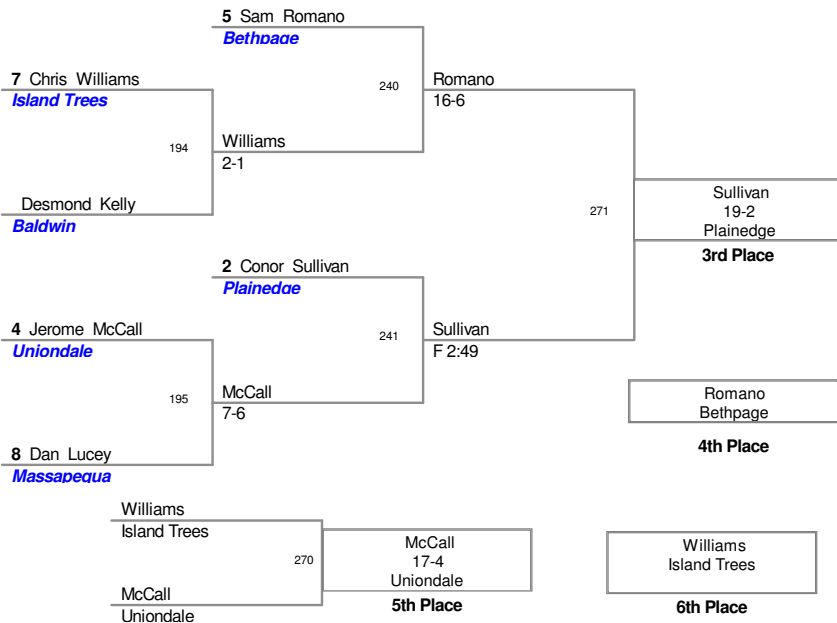 5 Sam Romano
Bethpage
7 Chris Williams
Island Trees
240
Romano
16-6
194
Williams
2-1
Desmond Kelly
Baldwin
271
Sullivan
19-2
Plainedge
3rd Place
2 Conor Sullivan
Plainedge
4 Jerome McCall
Uniondale
241
Sullivan
F 2:49
195
McCall
7-6
Romano
Bethpage
4th Place
8 Dan Lucey
Massapequa
Williams
Island Trees
270
McCall
17-4
Uniondale
5th Place
McCall
Uniondale
Williams
Island Trees
6th Place